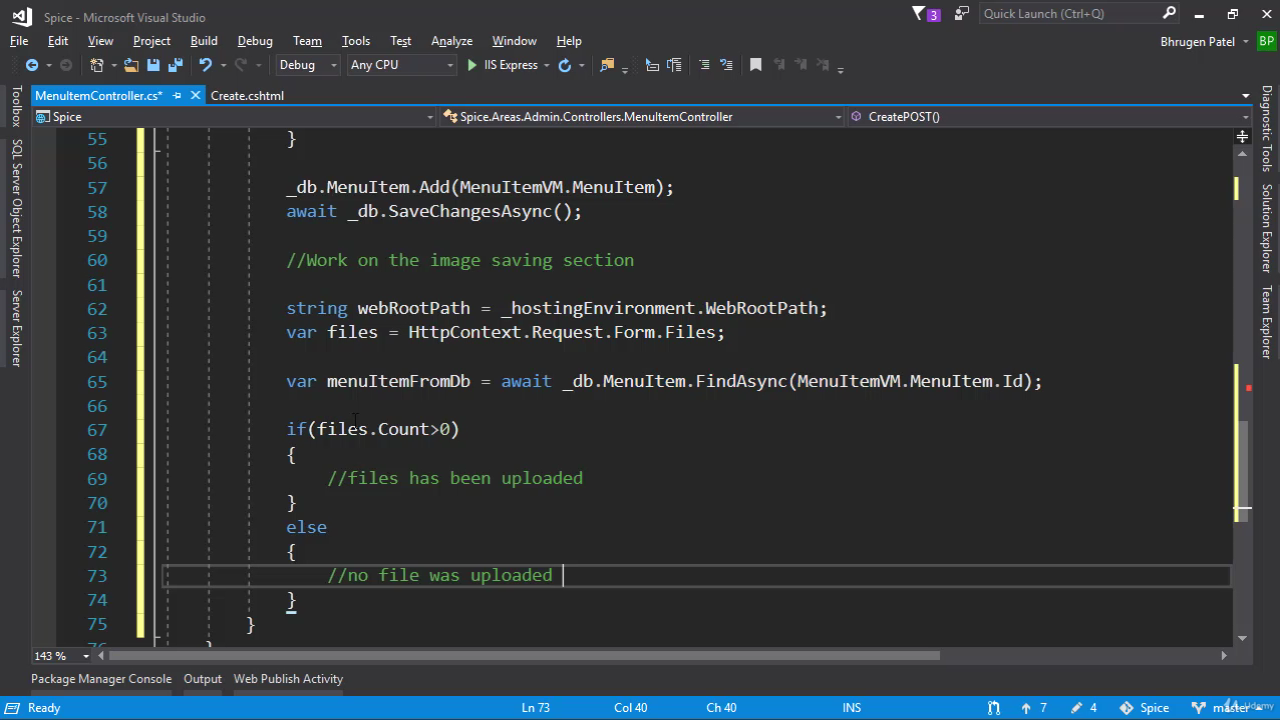 Spice - Microsoft Visual Studio
3
Quick Launch (Ctrl+Q)
File Edit View Project Build Debug Team Tools Test Analyze Window Help
Bhrugen Patel BP
Debug Any CPU IIS Express
MenuItemController.cs* Create.cshtml
Spice Spice.Areas.Admin.Controllers.MenuItemController CreatePOST()
Toolbox
SQL Server Object Explorer
Server Explorer
Diagnostic Tools
Solution Explorer
Team Explorer
55 }
56
57 _db.MenuItem.Add(MenuItemVM.MenuItem);
58 await _db.SaveChangesAsync();
59
60 //Work on the image saving section
61
62 string webRootPath = _hostingEnvironment.WebRootPath;
63 var files = HttpContext.Request.Form.Files;
64
65 var menuItemFromDb = await _db.MenuItem.FindAsync(MenuItemVM.MenuItem.Id);
66
67 if(files.Count>0)
68 {
69 //files has been uploaded
70 }
71 else
72 {
73 //no file was uploaded
74 }
75 }
76
143 %
Package Manager Console Output Web Publish Activity
Ready Ln 73 Col 40 Ch 40 INS 7 4 Spice master
Udemy